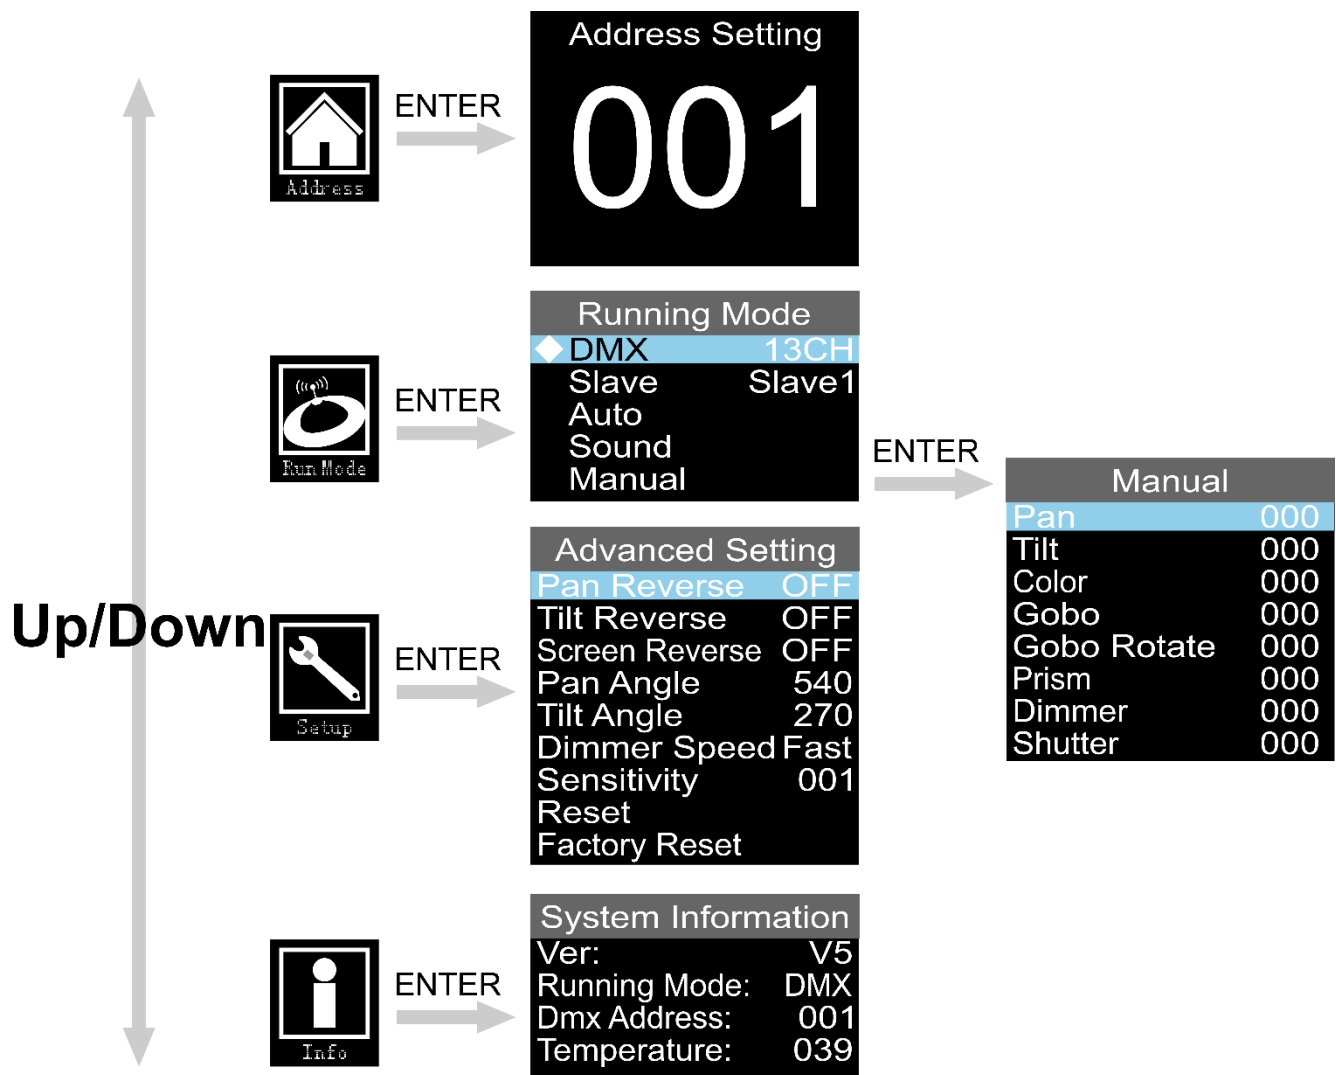 Up/Down
Address
ENTER
Address Setting
001
Run Mode
ENTER
Running Mode
DMX 13CH
Slave Slave1
Auto
Sound
Manual
ENTER
Manual
Pan 000
Tilt 000
Color 000
Gobo 000
Gobo Rotate 000
Prism 000
Dimmer 000
Shutter 000
Setup
ENTER
Advanced Setting
Pan Reverse OFF
Tilt Reverse OFF
Screen Reverse OFF
Pan Angle 540
Tilt Angle 270
Dimmer Speed Fast
Sensitivity 001
Reset
Factory Reset
Info
ENTER
System Information
Ver: V5
Running Mode: DMX
Dmx Address: 001
Temperature: 039